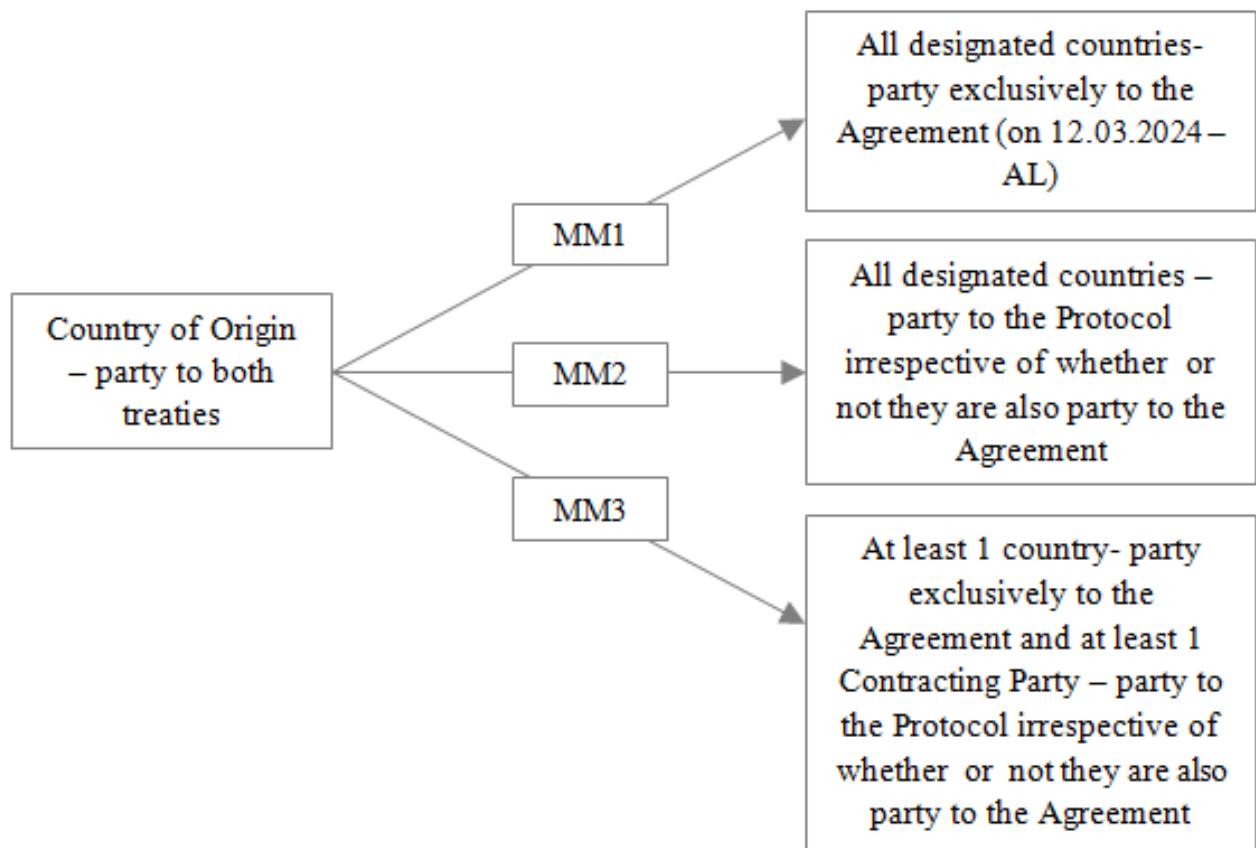 Country of Origin
– party to both
treaties
MM1
MM2
MM3
All designated countries-
party exclusively to the
Agreement (on 12.03.2024 –
AL)
All designated countries –
party to the Protocol
irrespective of whether or
not they are also party to the
Agreement
At least 1 country- party
exclusively to the
Agreement and at least 1
Contracting Party – party to
the Protocol irrespective of
whether or not they are also
party to the Agreement